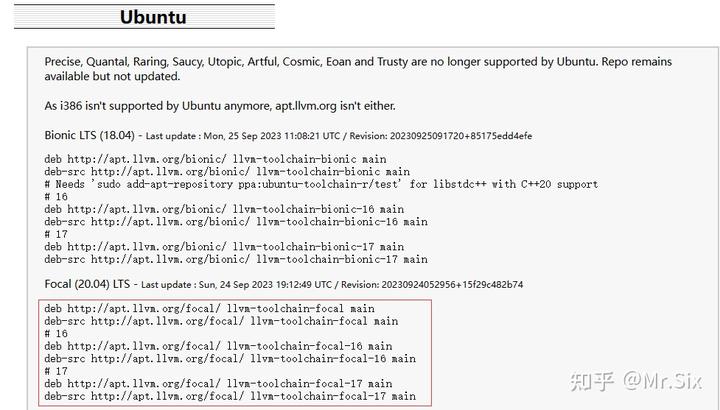 Ubuntu
Precise, Quantal, Raring, Saucy, Utopic, Artful, Cosmic, Eoan and Trusty are no longer supported by Ubuntu. Repo remains
available but not updated.
As i386 isn't supported by Ubuntu anymore, apt.llvm.org isn't either.
Bionic LTS (18.04) - Last update : Mon, 25 Sep 2023 11:08:21 UTC / Revision: 20230925091720+85175edd4efe
deb http://apt.llvm.org/bionic/ llvm-toolchain-bionic main
deb-src http://apt.llvm.org/bionic/ llvm-toolchain-bionic main
# Needs 'sudo add-apt-repository ppa:ubuntu-toolchain-r/test' for libstdc++ with C++20 support
# 16
deb http://apt.llvm.org/bionic/ llvm-toolchain-bionic-16 main
deb-src http://apt.llvm.org/bionic/ llvm-toolchain-bionic-16 main
# 17
deb http://apt.llvm.org/bionic/ llvm-toolchain-bionic-17 main
deb-src http://apt.llvm.org/bionic/ llvm-toolchain-bionic-17 main
Focal (20.04) LTS - Last update : Sun, 24 Sep 2023 19:12:49 UTC / Revision: 20230924052956+15f29c482b74
deb http://apt.llvm.org/focal/ llvm-toolchain-focal main
deb-src http://apt.llvm.org/focal/ llvm-toolchain-focal main
# 16
deb http://apt.llvm.org/focal/ llvm-toolchain-focal-16 main
deb-src http://apt.llvm.org/focal/ llvm-toolchain-focal-16 main
# 17
deb http://apt.llvm.org/focal/ llvm-toolchain-focal-17 main
deb-src http://apt.llvm.org/focal/ llvm-toolchain-focal-17 main
知乎 @Mr.Six